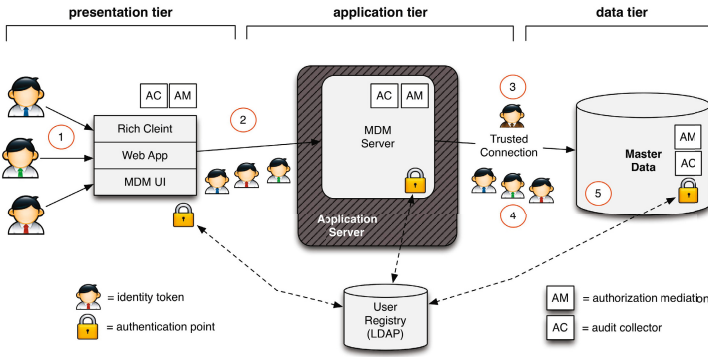 presentation tier
application tier
data tier
AC AM
AC AM
1
2
3
Rich Cleint
Web App
MDM UI
MDM
Server
Trusted
Connection
Master
Data
AM
AC
4
5
Application
Server
User
Registry
(LDAP)
= identity token
= authentication point
AM = authorization mediation
AC = audit collector